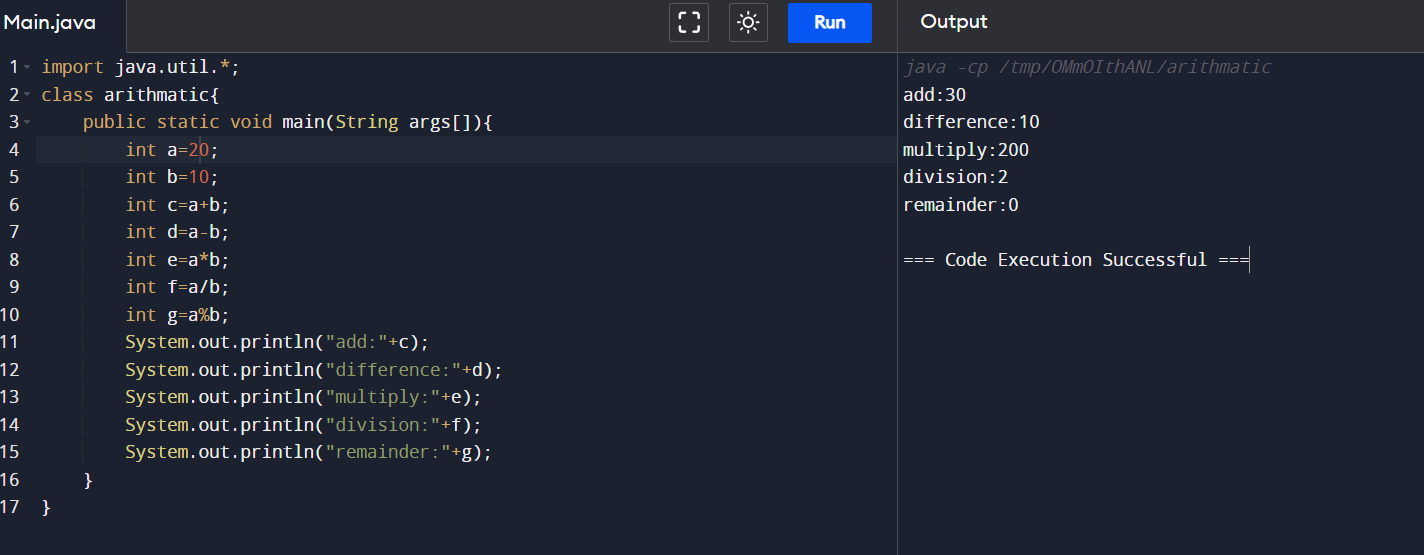 Main.java
Run
Output
1 import java.util.*;
2 class arithmatic{
3     public static void main(String args[]){
4         int a=20;
5         int b=10;
6         int c=a+b;
7         int d=a-b;
8         int e=a*b;
9         int f=a/b;
10         int g=a%b;
11         System.out.println("add:"+c);
12         System.out.println("difference:"+d);
13         System.out.println("multiply:"+e);
14         System.out.println("division:"+f);
15         System.out.println("remainder:"+g);
16     }
17 }
java -cp /tmp/OMmOIthANL/arithmatic
add:30
difference:10
multiply:200
division:2
remainder:0
=== Code Execution Successful ===